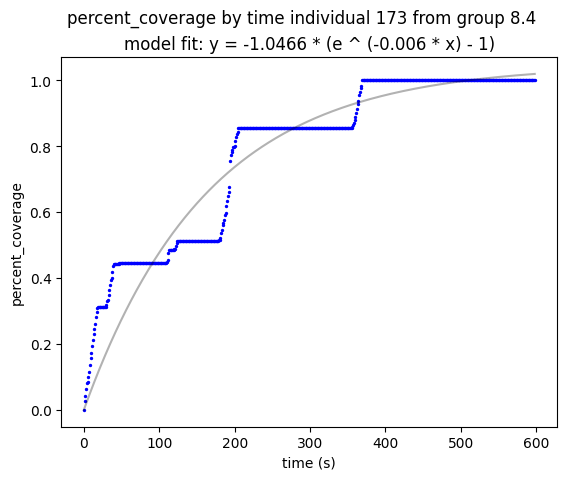 percent_coverage by time individual 173 from group 8.4
model fit: y = -1.0466 * (e ^ (-0.006 * x) - 1)
1.0
0.8
0.6
0.4
0.2
0.0
percent_coverage
0 100 200 300 400 500 600
time (s)